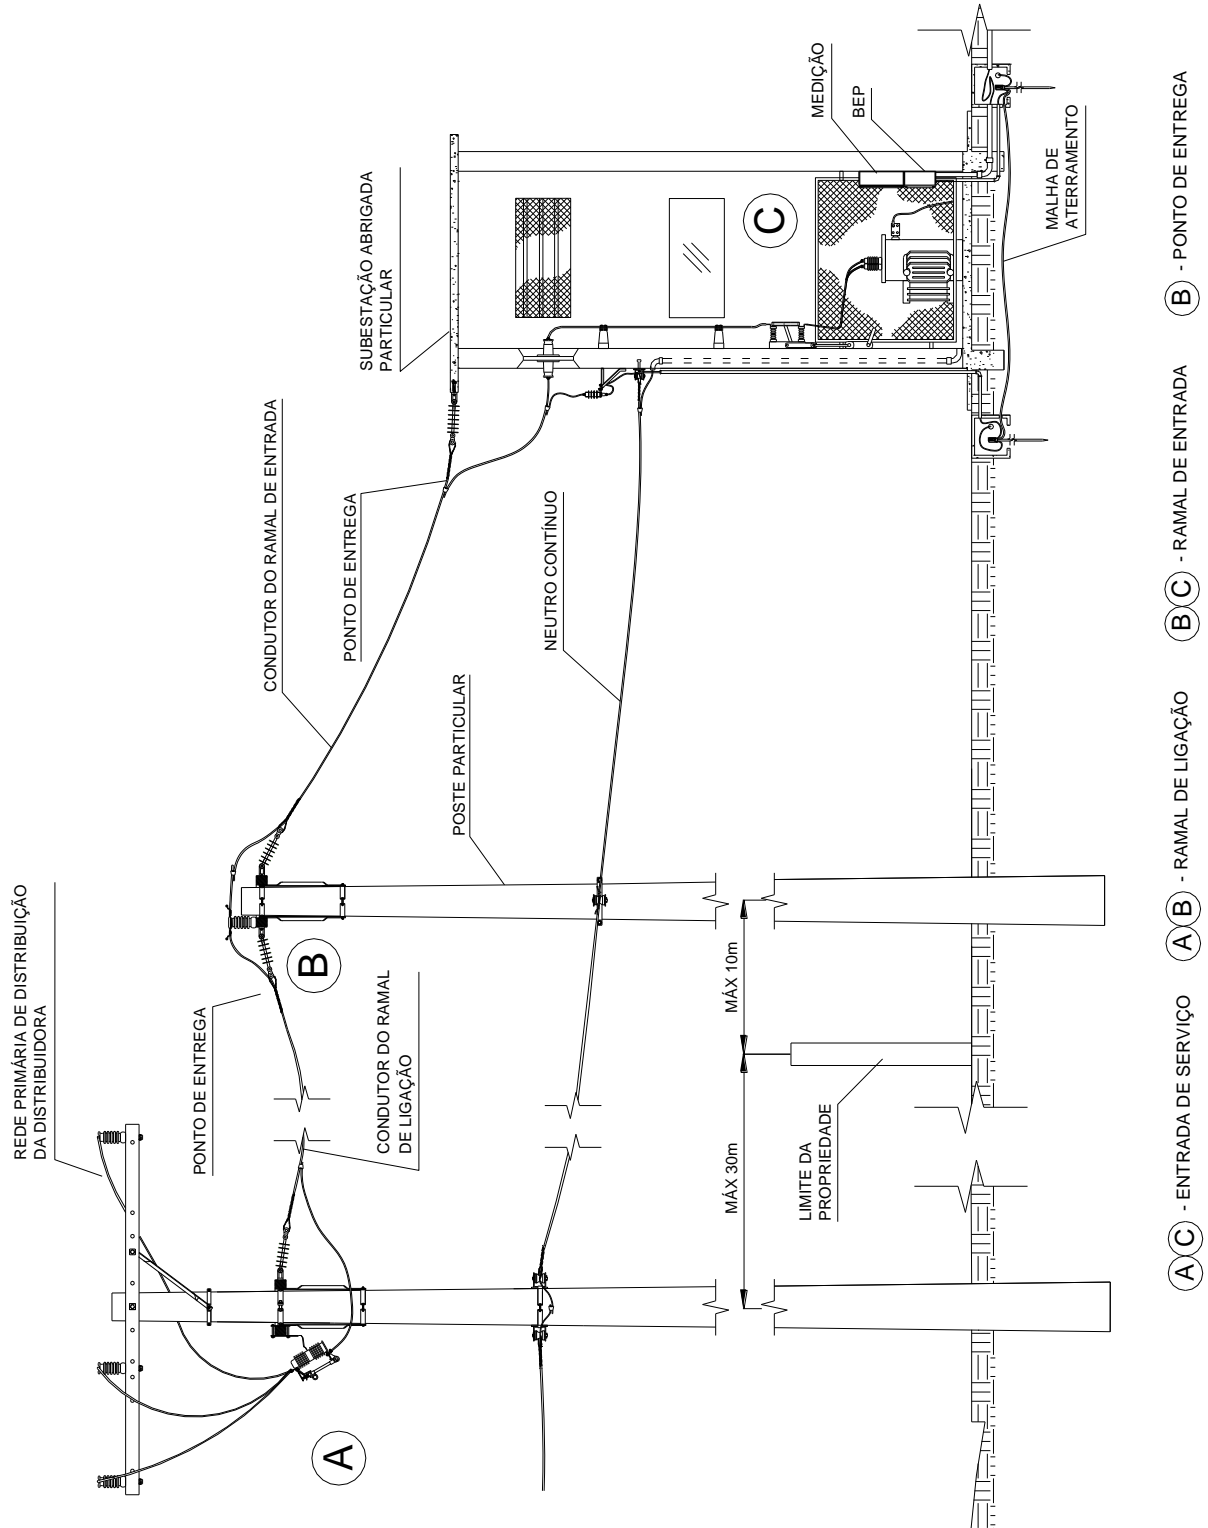 REDE PRIMÁRIA DE DISTRIBUIÇÃO
DA DISTRIBUIDORA
PONTO DE ENTREGA
CONDUTOR DO RAMAL
DE LIGAÇÃO
CONDUTOR DO RAMAL DE ENTRADA
PONTO DE ENTREGA
SUBESTAÇÃO ABRIGADA
PARTICULAR
POSTE PARTICULAR
NEUTRO CONTÍNUO
MEDIÇÃO
BEP
MALHA DE
ATERRAMENTO
A
B
C
MÁX 30m
MÁX 10m
LIMITE DA
PROPRIEDADE
A C - ENTRADA DE SERVIÇO
A B - RAMAL DE LIGAÇÃO
B C - RAMAL DE ENTRADA
B - PONTO DE ENTREGA